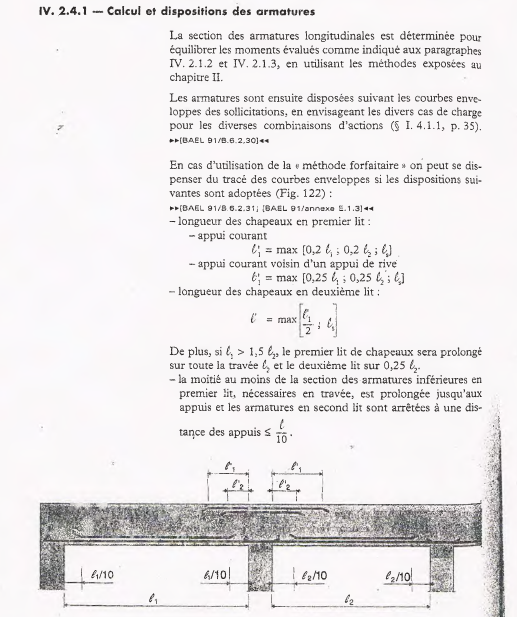 IV. 2.4.1 — Calcul et dispositions des armatures
La section des armatures longitudinales est déterminée pour
équilibrer les moments évalués comme indiqué aux paragraphes
IV. 2.1.2 et IV. 2.1.3, en utilisant les méthodes exposées au
chapitre II.
Les armatures sont ensuite disposées suivant les courbes enve-
loppes des sollicitations, en envisageant les divers cas de charge
pour les diverses combinaisons d'actions (§ I. 4.1.1, p. 35).
▸▸[BAEL 91/B.6.2,30]◂◂
En cas d'utilisation de la « méthode forfaitaire » on peut se dis-
penser du tracé des courbes enveloppes si les dispositions sui-
vantes sont adoptées (Fig. 122) :
▸▸[BAEL 91/B.6.2.31; [BAEL 91/annexe E.1.3]◂◂
– longueur des chapeaux en premier lit :
– appui courant
ℓ'₁ = max [0,2 ℓ₁ ; 0,2 ℓ₂ ; ℓₛ]
– appui courant voisin d'un appui de rive
ℓ'₁ = max [0,25 ℓ₁ ; 0,25 ℓ₂ ; ℓₛ]
– longueur des chapeaux en deuxième lit :
ℓ' = max [ℓ'₁/2 ; ℓₛ]
De plus, si ℓ₁ > 1,5 ℓ₂, le premier lit de chapeaux sera prolongé
sur toute la travée ℓ₂ et le deuxième lit sur 0,25 ℓ₂.
– la moitié au moins de la section des armatures inférieures en
premier lit, nécessaires en travée, est prolongée jusqu'aux
appuis et les armatures en second lit sont arrêtées à une dis-
tance des appuis ≤ ℓ/10.
ℓ'₁ ℓ'₁
ℓ'₂ ℓ'₂
ℓ₁/10 ℓ₁/10 ℓ₂/10 ℓ₂/10
ℓ₁ ℓ₂